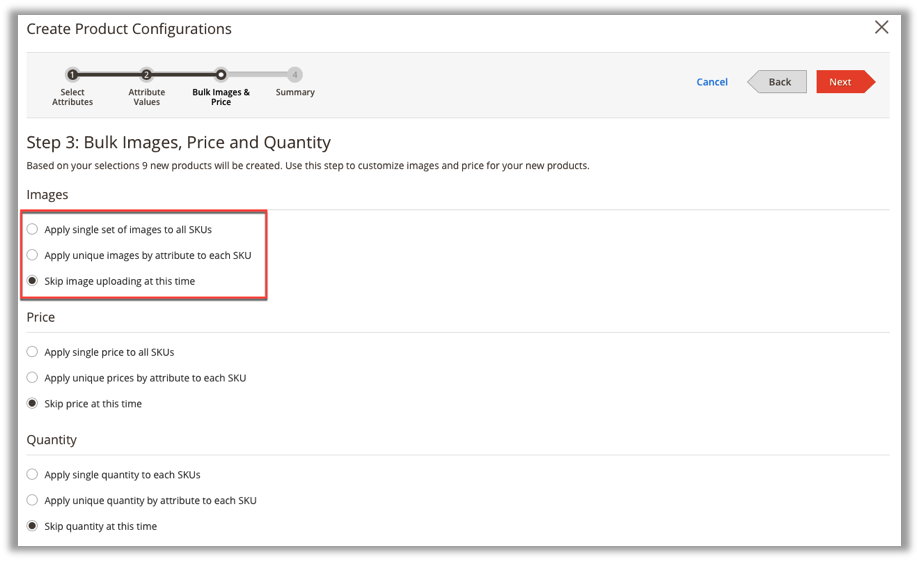 Create Product Configurations
1
2
4
Select
Attributes
Attribute
Values
Bulk Images &
Price
Summary
Cancel
Back
Next
Step 3: Bulk Images, Price and Quantity
Based on your selections 9 new products will be created. Use this step to customize images and price for your new products.
Images
Apply single set of images to all SKUs
Apply unique images by attribute to each SKU
Skip image uploading at this time
Price
Apply single price to all SKUs
Apply unique prices by attribute to each SKU
Skip price at this time
Quantity
Apply single quantity to each SKUs
Apply unique quantity by attribute to each SKU
Skip quantity at this time